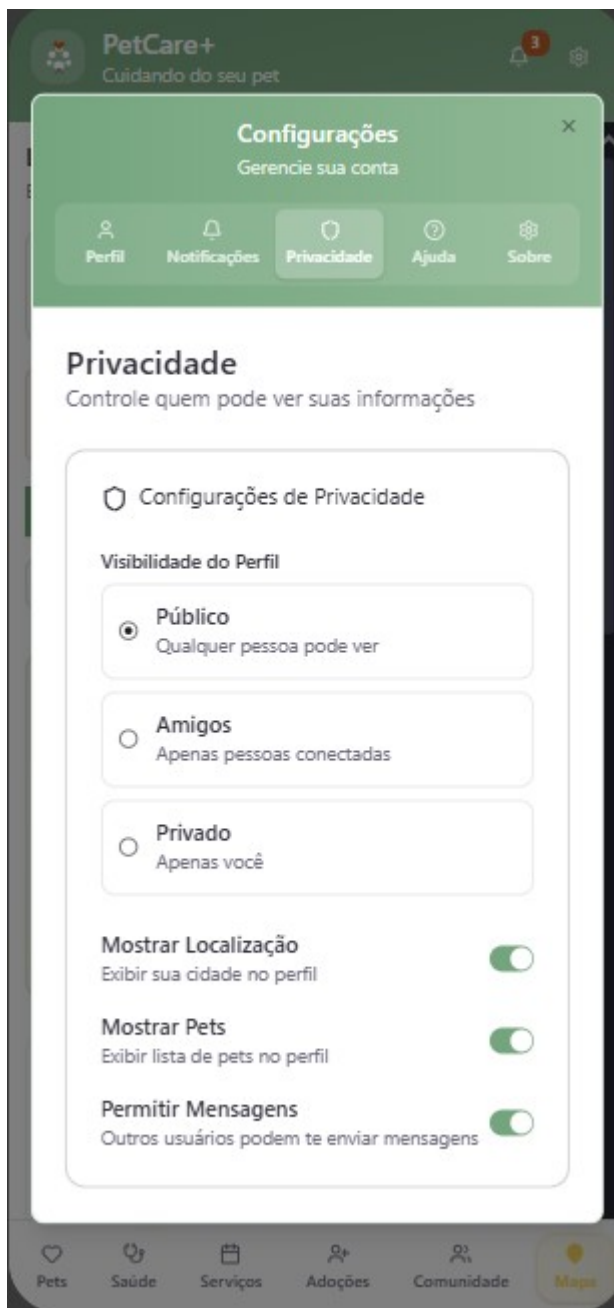 PetCare+
3
Cuidando do seu pet
Configurações
Gerencie sua conta
Perfil
Notificações
Privacidade
Ajuda
Sobre
Privacidade
Controle quem pode ver suas informações
Configurações de Privacidade
Visibilidade do Perfil
Público
Qualquer pessoa pode ver
Amigos
Apenas pessoas conectadas
Privado
Apenas você
Mostrar Localização
Exibir sua cidade no perfil
Mostrar Pets
Exibir lista de pets no perfil
Permitir Mensagens
Outros usuários podem te enviar mensagens
Pets
Saúde
Serviços
Adoções
Comunidade
Mapa